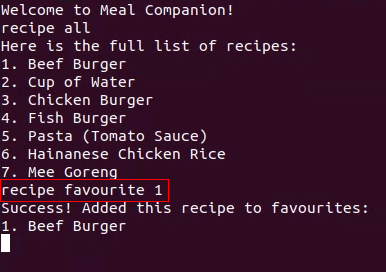 Welcome to Meal Companion!
recipe all
Here is the full list of recipes:
1. Beef Burger
2. Cup of Water
3. Chicken Burger
4. Fish Burger
5. Pasta (Tomato Sauce)
6. Hainanese Chicken Rice
7. Mee Goreng
recipe favourite 1
Success! Added this recipe to favourites:
1. Beef Burger